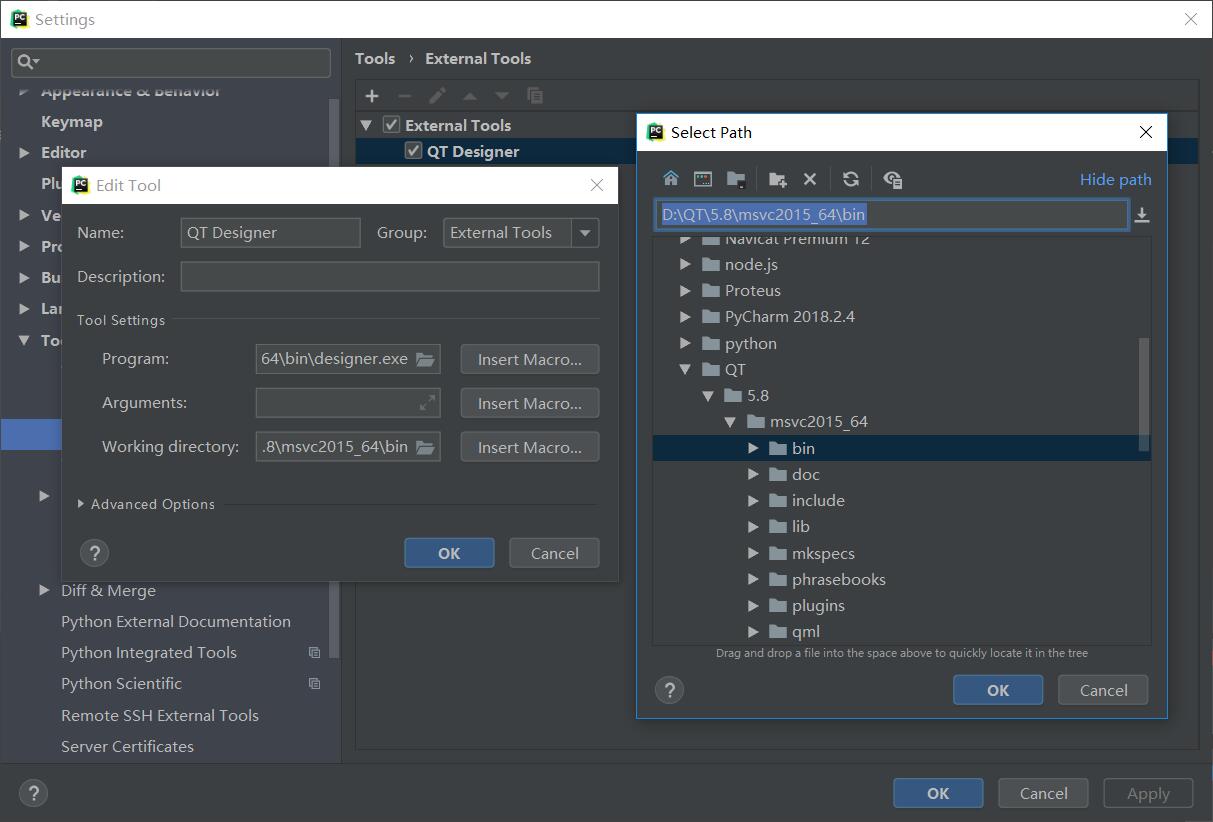 Settings
Appearance & Behavior
Keymap
Editor
Plu
Ve
Pro
Bu
Lar
Too
Diff & Merge
Python External Documentation
Python Integrated Tools
Python Scientific
Remote SSH External Tools
Server Certificates
Tools › External Tools
External Tools
QT Designer
Edit Tool
Name: QT Designer Group: External Tools
Description:
Tool Settings
Program: 64\bin\designer.exe Insert Macro...
Arguments: Insert Macro...
Working directory: .8\msvc2015_64\bin Insert Macro...
Advanced Options
? OK Cancel
Select Path
Hide path
D:\QT\5.8\msvc2015_64\bin
Navicat Premium 12
node.js
Proteus
PyCharm 2018.2.4
python
QT
5.8
msvc2015_64
bin
doc
include
lib
mkspecs
phrasebooks
plugins
qml
Drag and drop a file into the space above to quickly locate it in the tree
? OK Cancel
? OK Cancel Apply